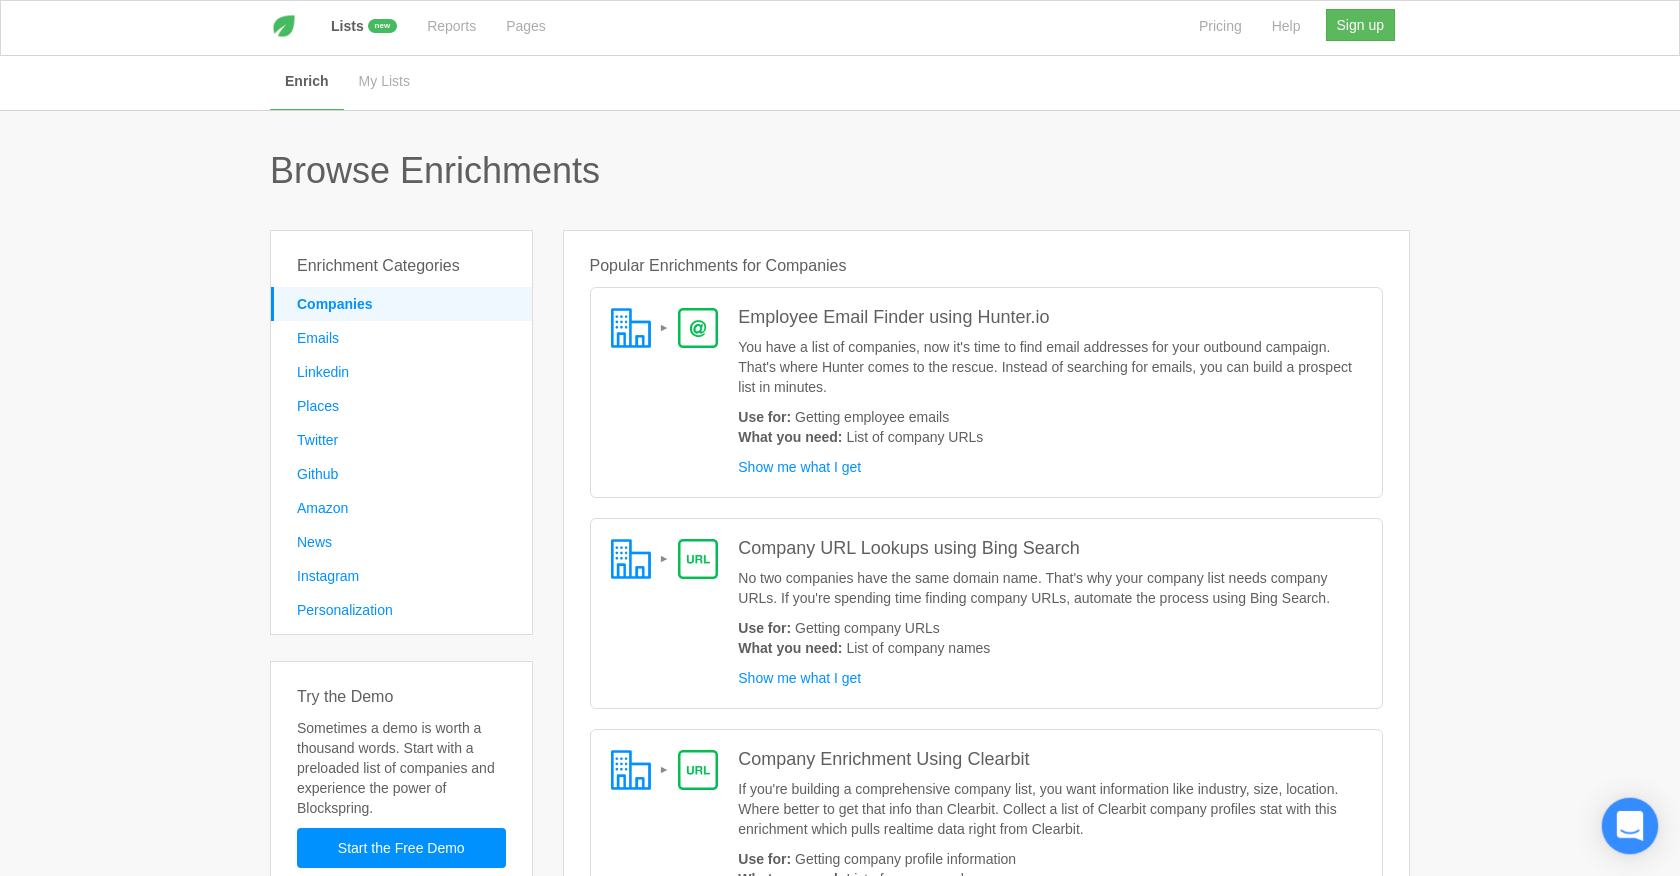 Lists new Reports Pages Pricing Help Sign up
Enrich My Lists
Browse Enrichments
Enrichment Categories
Companies
Emails
Linkedin
Places
Twitter
Github
Amazon
News
Instagram
Personalization
Try the Demo
Sometimes a demo is worth a
thousand words. Start with a
preloaded list of companies and
experience the power of
Blockspring.
Start the Free Demo
Popular Enrichments for Companies
@
Employee Email Finder using Hunter.io
You have a list of companies, now it's time to find email addresses for your outbound campaign.
That's where Hunter comes to the rescue. Instead of searching for emails, you can build a prospect
list in minutes.
Use for: Getting employee emails
What you need: List of company URLs
Show me what I get
URL
Company URL Lookups using Bing Search
No two companies have the same domain name. That's why your company list needs company
URLs. If you're spending time finding company URLs, automate the process using Bing Search.
Use for: Getting company URLs
What you need: List of company names
Show me what I get
URL
Company Enrichment Using Clearbit
If you're building a comprehensive company list, you want information like industry, size, location.
Where better to get that info than Clearbit. Collect a list of Clearbit company profiles stat with this
enrichment which pulls realtime data right from Clearbit.
Use for: Getting company profile information